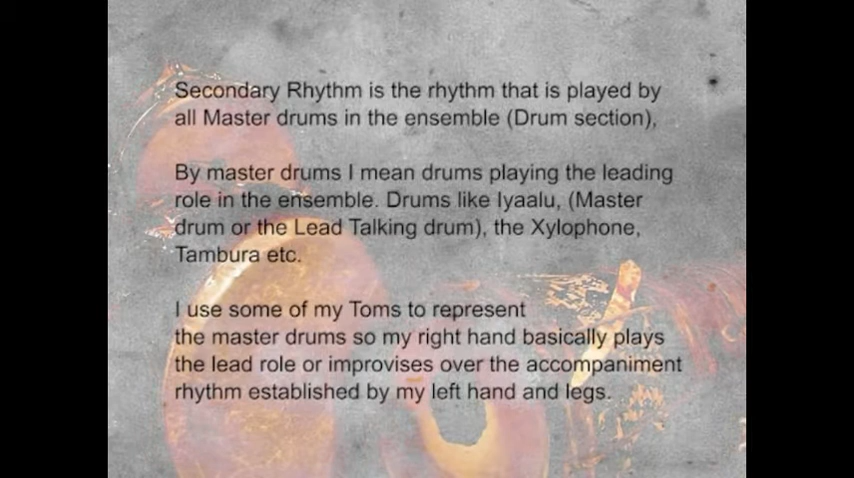 Secondary Rhythm is the rhythm that is played by
all Master drums in the ensemble (Drum section),
By master drums I mean drums playing the leading
role in the ensemble. Drums like Iyaalu, (Master
drum or the Lead Talking drum), the Xylophone,
Tambura etc.
I use some of my Toms to represent
the master drums so my right hand basically plays
the lead role or improvises over the accompaniment
rhythm established by my left hand and legs.